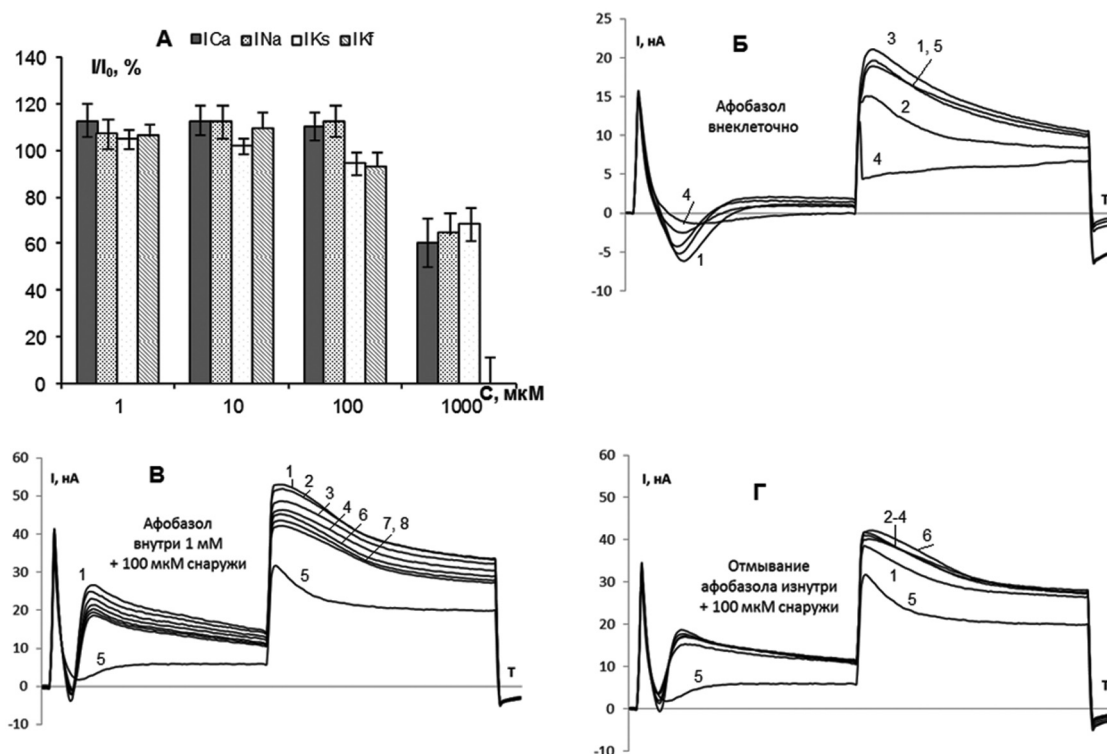 А
ICa INa IKs IKf
I/I₀, %
140
120
100
80
60
40
20
0
1 10 100 1000
С, мкМ
Б
I, нА
25
20
15
10
5
0
-5
-10
Афобазол
внеклеточно
3
1, 5
2
4
4
1
Т
В
I, нА
60
50
40
30
20
10
0
-10
Афобазол
внутри 1 мМ
+ 100 мкМ снаружи
1
5
1
2
3
4
6
7, 8
5
Т
Г
I, нА
60
50
40
30
20
10
0
-10
Отмывание
афобазола изнутри
+ 100 мкМ снаружи
5
2-4
6
1
5
Т